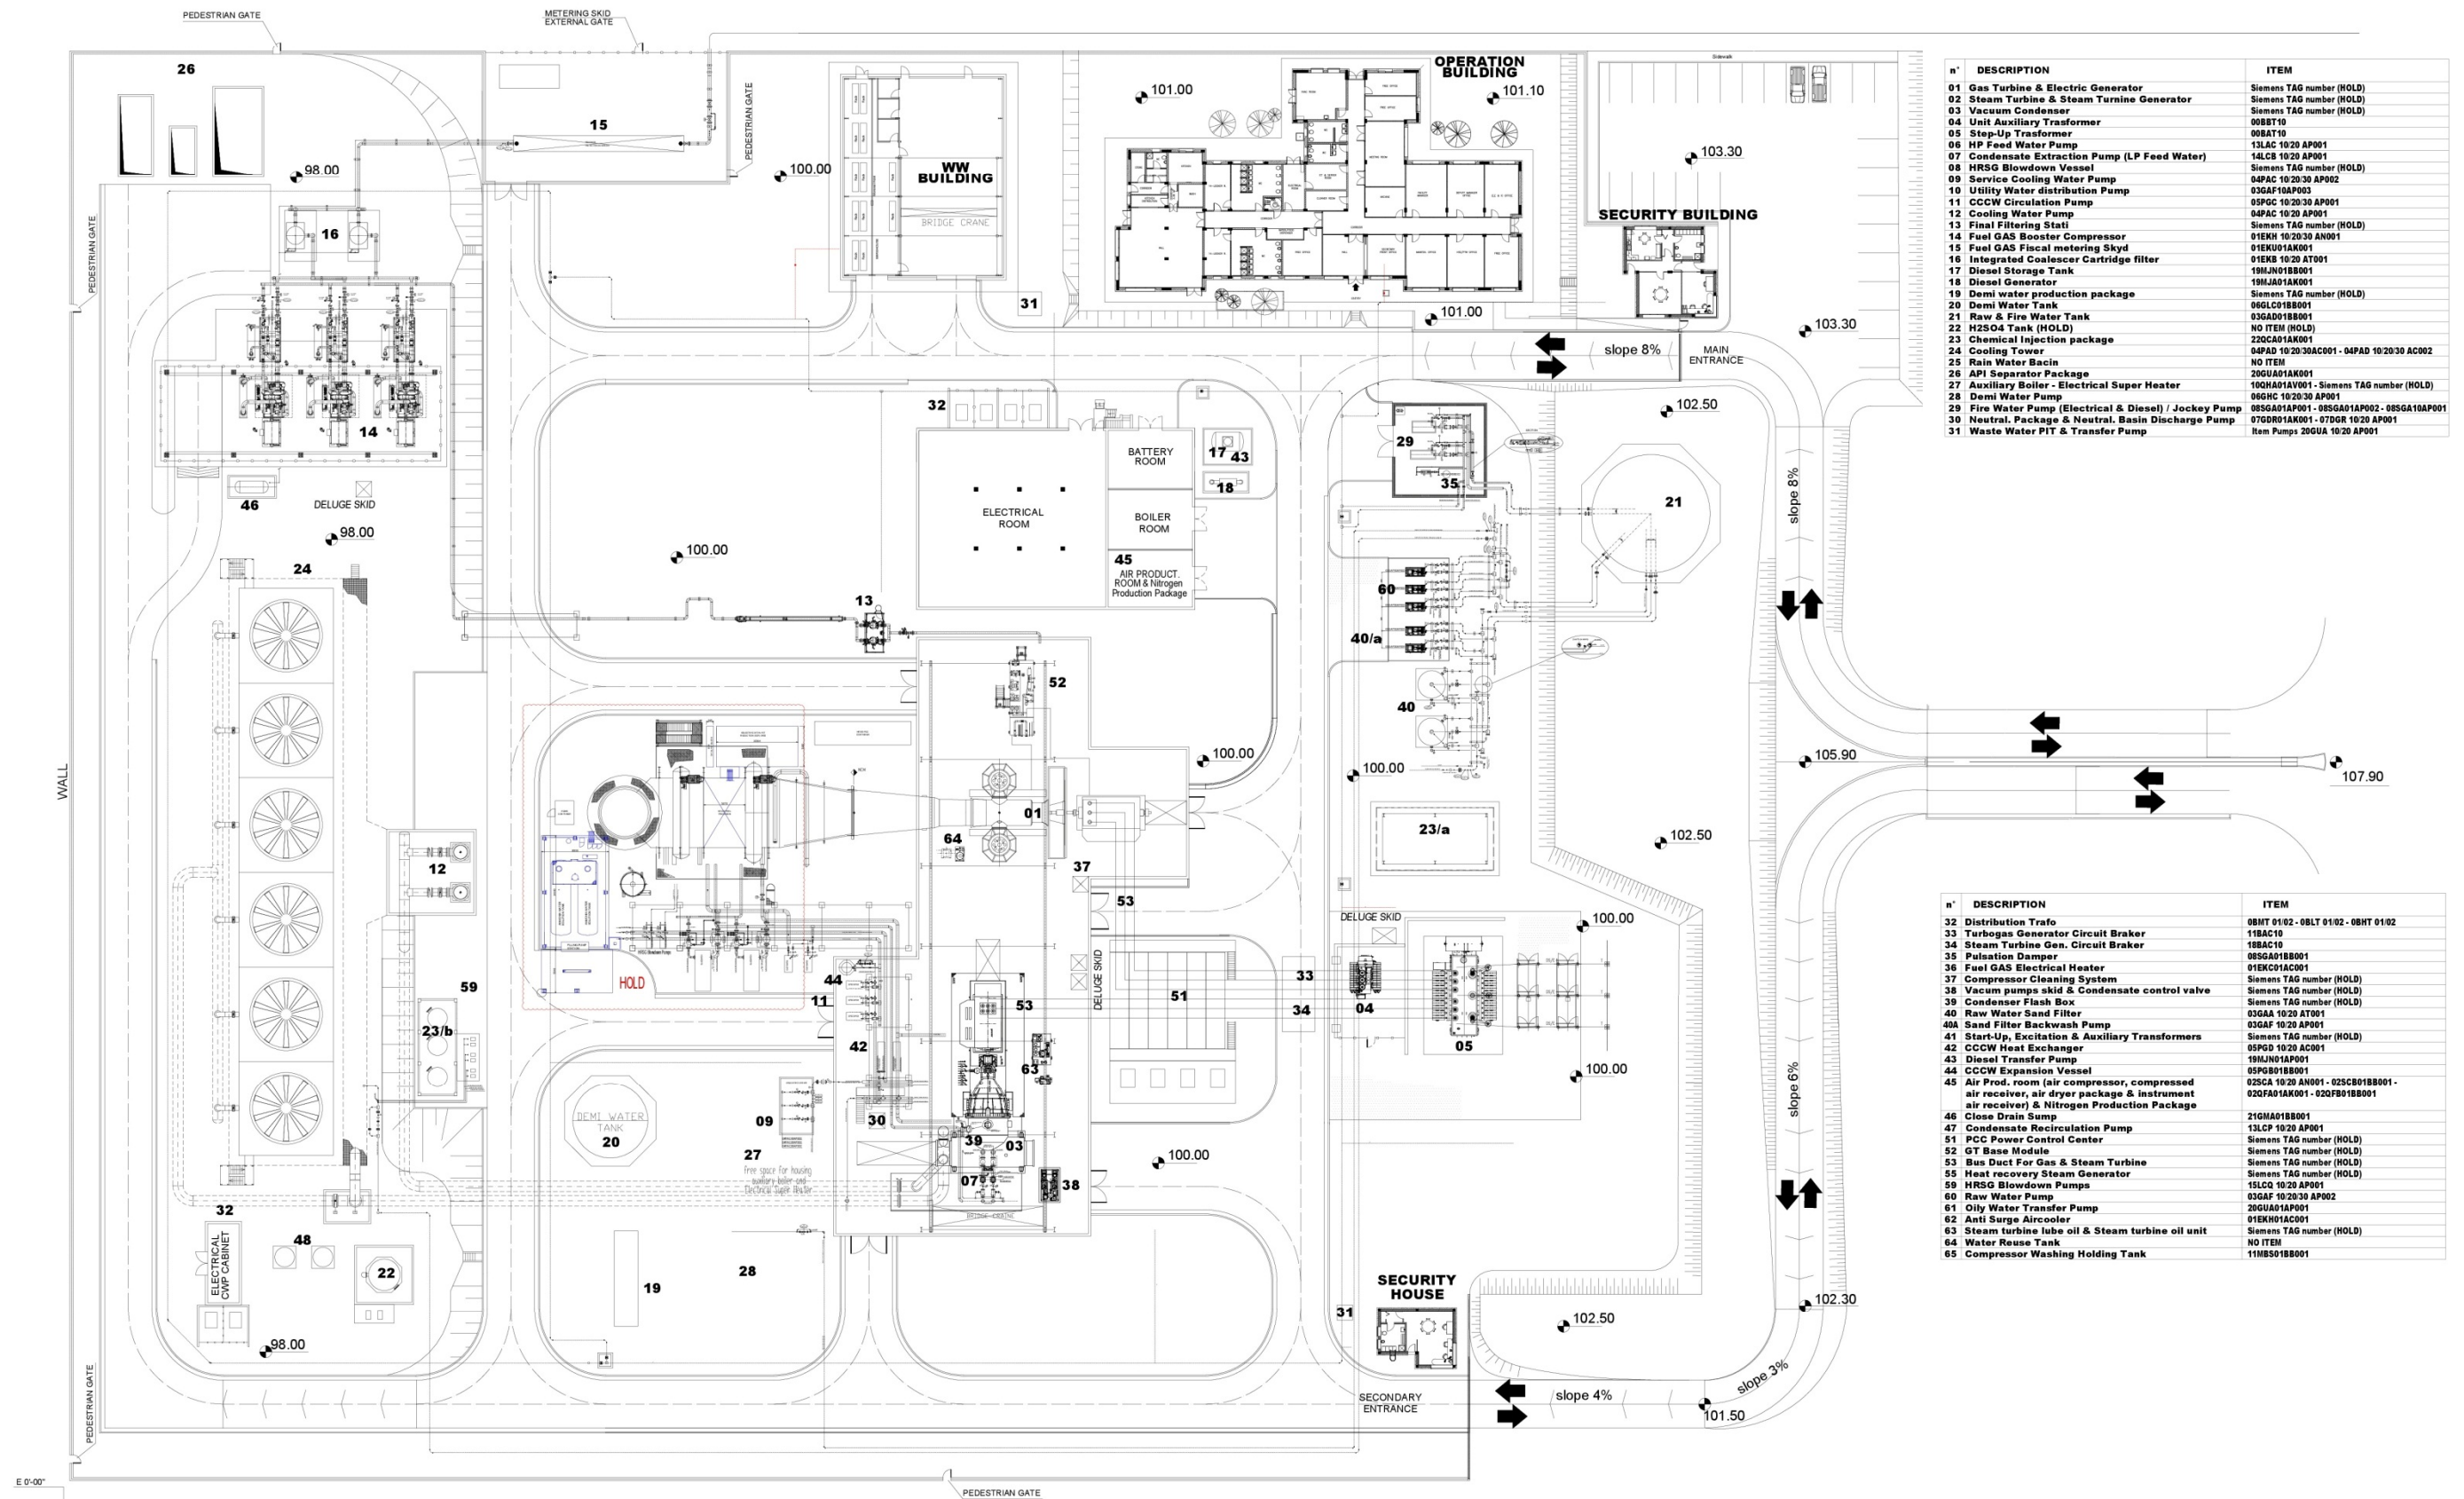 PEDESTRIAN GATE
METERING SKID
EXTERNAL GATE
26
15
PEDESTRIAN GATE
98.00
100.00
WW
BUILDING
BRIDGE CRANE
31
101.00
OPERATION
BUILDING
101.10
101.00
Sidewalk
103.30
SECURITY BUILDING
103.30
PEDESTRIAN GATE
16
14
46
DELUGE SKID
98.00
slope 8%
MAIN
ENTRANCE
102.50
32
BATTERY
ROOM
ELECTRICAL
ROOM
BOILER
ROOM
45
AIR PRODUCT.
ROOM & Nitrogen
Production Package
17
43
18
29
35
21
slope 8%
100.00
24
13
60
40/a
40
52
WALL
100.00
100.00
105.90
107.90
01
64
12
37
53
23/a
102.50
DELUGE SKID
100.00
HOLD
44
11
53
DELUGE SKID
51
33
34
04
05
59
23/b
42
63
100.00
slope 6%
DEMI WATER
TANK
20
09
30
27
Free space for housing
auxiliary boiler and
Electrical Super Heater
39
03
07
38
BRIDGE CRANE
100.00
32
ELECTRICAL
CWP CABINET
48
22
19
28
98.00
31
SECURITY
HOUSE
102.50
102.30
slope 3%
SECONDARY
ENTRANCE
slope 4%
101.50
PEDESTRIAN GATE
E 0'-00"
PEDESTRIAN GATE
n° DESCRIPTION ITEM
01 Gas Turbine & Electric Generator Siemens TAG number (HOLD)
02 Steam Turbine & Steam Turnine Generator Siemens TAG number (HOLD)
03 Vacuum Condenser Siemens TAG number (HOLD)
04 Unit Auxiliary Trasformer 00BBT10
05 Step-Up Trasformer 00BAT10
06 HP Feed Water Pump 13LAC 10/20 AP001
07 Condensate Extraction Pump (LP Feed Water) 14LCB 10/20 AP001
08 HRSG Blowdown Vessel Siemens TAG number (HOLD)
09 Service Cooling Water Pump 04PAC 10/20/30 AP002
10 Utility Water distribution Pump 03GAF10AP003
11 CCCW Circulation Pump 05PGC 10/20/30 AP001
12 Cooling Water Pump 04PAC 10/20 AP001
13 Final Filtering Stati Siemens TAG number (HOLD)
14 Fuel GAS Booster Compressor 01EKH 10/20/30 AN001
15 Fuel GAS Fiscal metering Skyd 01EKU01AK001
16 Integrated Coalescer Cartridge filter 01EKB 10/20 AT001
17 Diesel Storage Tank 19MJN01BB001
18 Diesel Generator 19MJA01AK001
19 Demi water production package Siemens TAG number (HOLD)
20 Demi Water Tank 06GLC01BB001
21 Raw & Fire Water Tank 03GAD01BB001
22 H2SO4 Tank (HOLD) NO ITEM (HOLD)
23 Chemical Injection package 22QCA01AK001
24 Cooling Tower 04PAD 10/20/30AC001 - 04PAD 10/20/30 AC002
25 Rain Water Bacin NO ITEM
26 API Separator Package 20GUA01AK001
27 Auxiliary Boiler - Electrical Super Heater 10QHA01AV001 - Siemens TAG number (HOLD)
28 Demi Water Pump 06GHC 10/20/30 AP001
29 Fire Water Pump (Electrical & Diesel) / Jockey Pump 08SGA01AP001 - 08SGA01AP002 - 08SGA10AP001
30 Neutral. Package & Neutral. Basin Discharge Pump 07GDR01AK001 - 07DGR 10/20 AP001
31 Waste Water PIT & Transfer Pump Item Pumps 20GUA 10/20 AP001
n° DESCRIPTION ITEM
32 Distribution Trafo 0BMT 01/02 - 0BLT 01/02 - 0BHT 01/02
33 Turbogas Generator Circuit Braker 11BAC10
34 Steam Turbine Gen. Circuit Braker 18BAC10
35 Pulsation Damper 08SGA01BB001
36 Fuel GAS Electrical Heater 01EKC01AC001
37 Compressor Cleaning System Siemens TAG number (HOLD)
38 Vacum pumps skid & Condensate control valve Siemens TAG number (HOLD)
39 Condenser Flash Box Siemens TAG number (HOLD)
40 Raw Water Sand Filter 03GAA 10/20 AT001
40A Sand Filter Backwash Pump 03GAF 10/20 AP001
41 Start-Up, Excitation & Auxiliary Transformers Siemens TAG number (HOLD)
42 CCCW Heat Exchanger 05PGD 10/20 AC001
43 Diesel Transfer Pump 19MJN01AP001
44 CCCW Expansion Vessel 05PGB01BB001
45 Air Prod. room (air compressor, compressed 02SCA 10/20 AN001 - 02SCB01BB001 -
air receiver, air dryer package & instrument 02QFA01AK001 - 02QFB01BB001
air receiver) & Nitrogen Production Package
46 Close Drain Sump 21GMA01BB001
47 Condensate Recirculation Pump 13LCP 10/20 AP001
51 PCC Power Control Center Siemens TAG number (HOLD)
52 GT Base Module Siemens TAG number (HOLD)
53 Bus Duct For Gas & Steam Turbine Siemens TAG number (HOLD)
55 Heat recovery Steam Generator Siemens TAG number (HOLD)
59 HRSG Blowdown Pumps 15LCQ 10/20 AP001
60 Raw Water Pump 03GAF 10/20/30 AP002
61 Oily Water Transfer Pump 20GUA01AP001
62 Anti Surge Aircooler 01EKH01AC001
63 Steam turbine lube oil & Steam turbine oil unit Siemens TAG number (HOLD)
64 Water Reuse Tank NO ITEM
65 Compressor Washing Holding Tank 11MBS01BB001